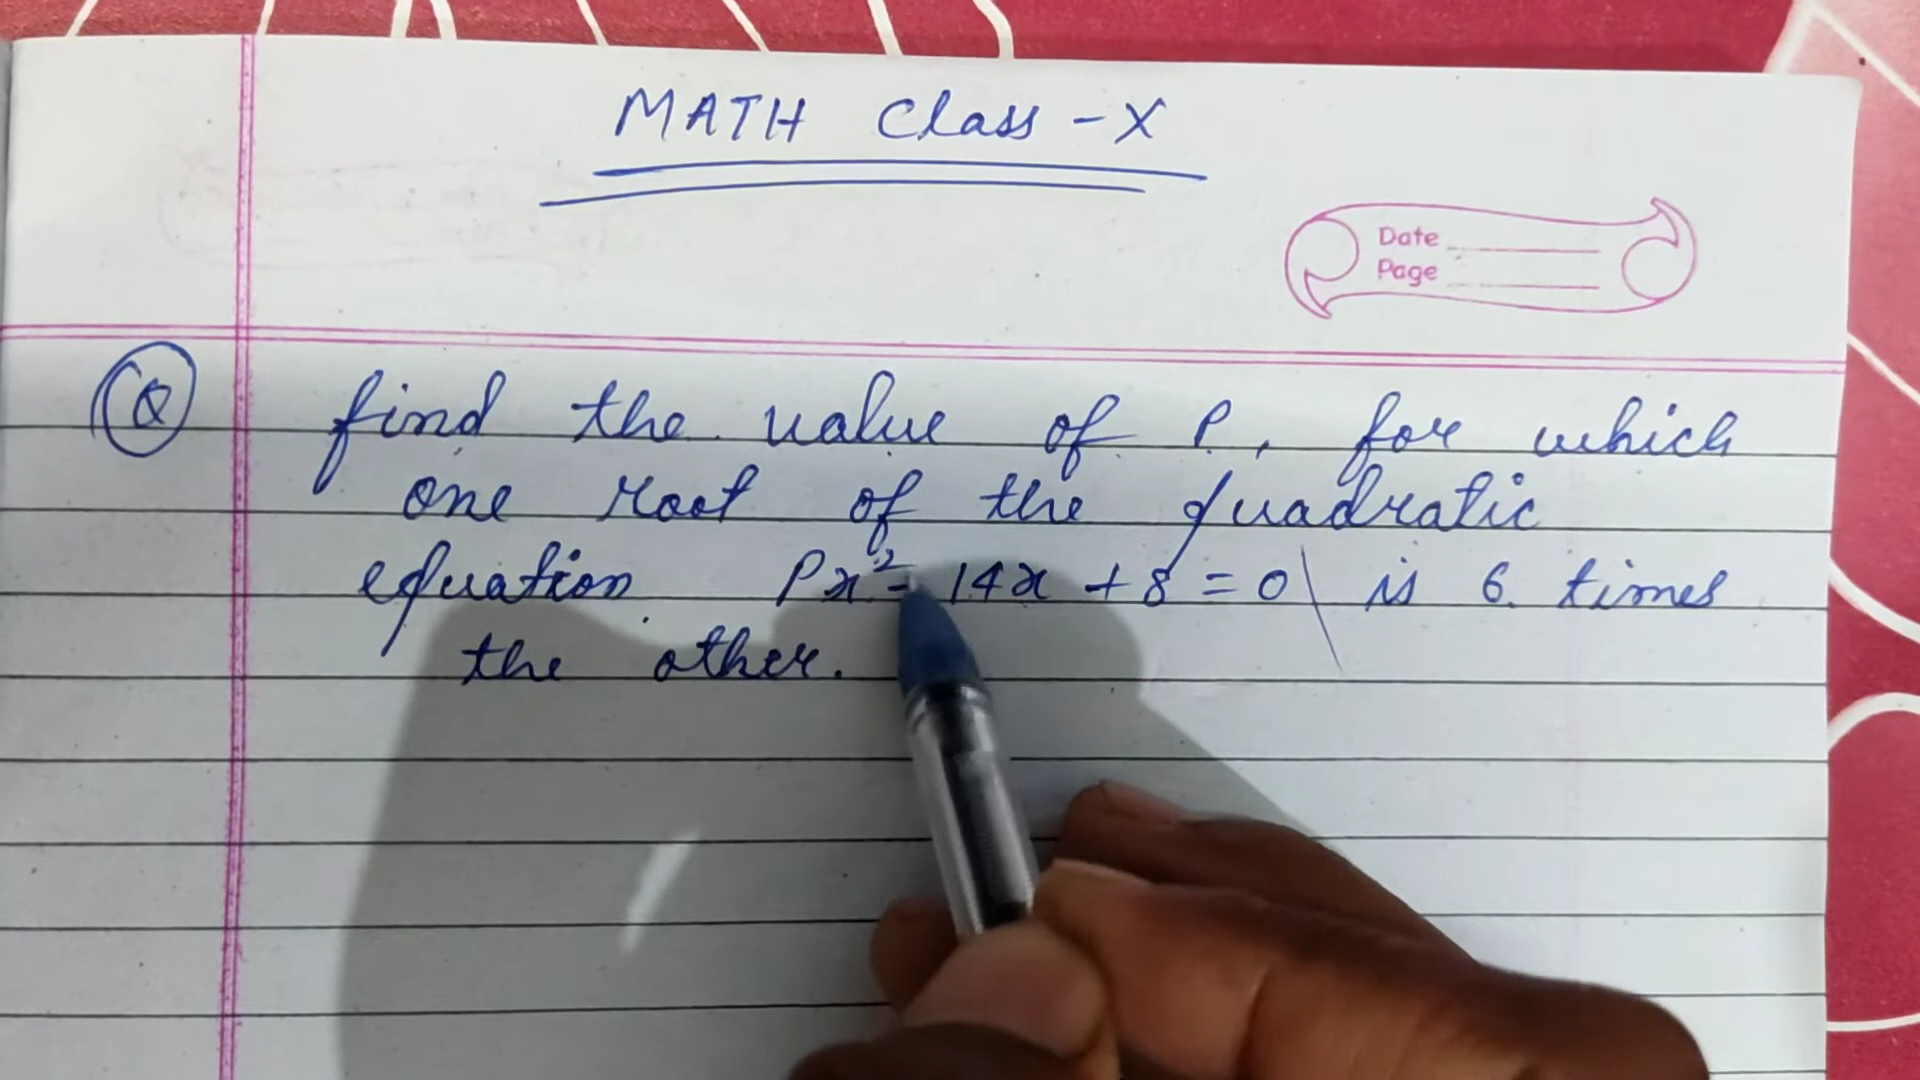 MATH Class - X
Date
Page
Q find the value of P, for which
one root of the quadratic
equation Px² - 14x + 8 = 0 is 6 times
the other.